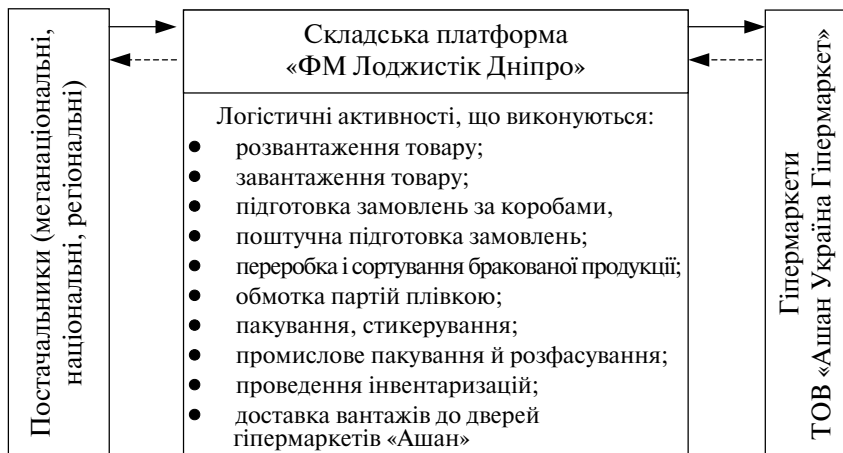 Постачальники (меганаціональні,
національні, регіональні)
Складська платформа
«ФМ Лоджистік Дніпро»
Логістичні активності, що виконуються:
● розвантаження товару;
● завантаження товару;
● підготовка замовлень за коробами,
● поштучна підготовка замовлень;
● переробка і сортування бракованої продукції;
● обмотка партій плівкою;
● пакування, стикерування;
● промислове пакування й розфасування;
● проведення інвентаризацій;
● доставка вантажів до дверей
гіпермаркетів «Ашан»
Гіпермаркети
ТОВ «Ашан Україна Гіпермаркет»